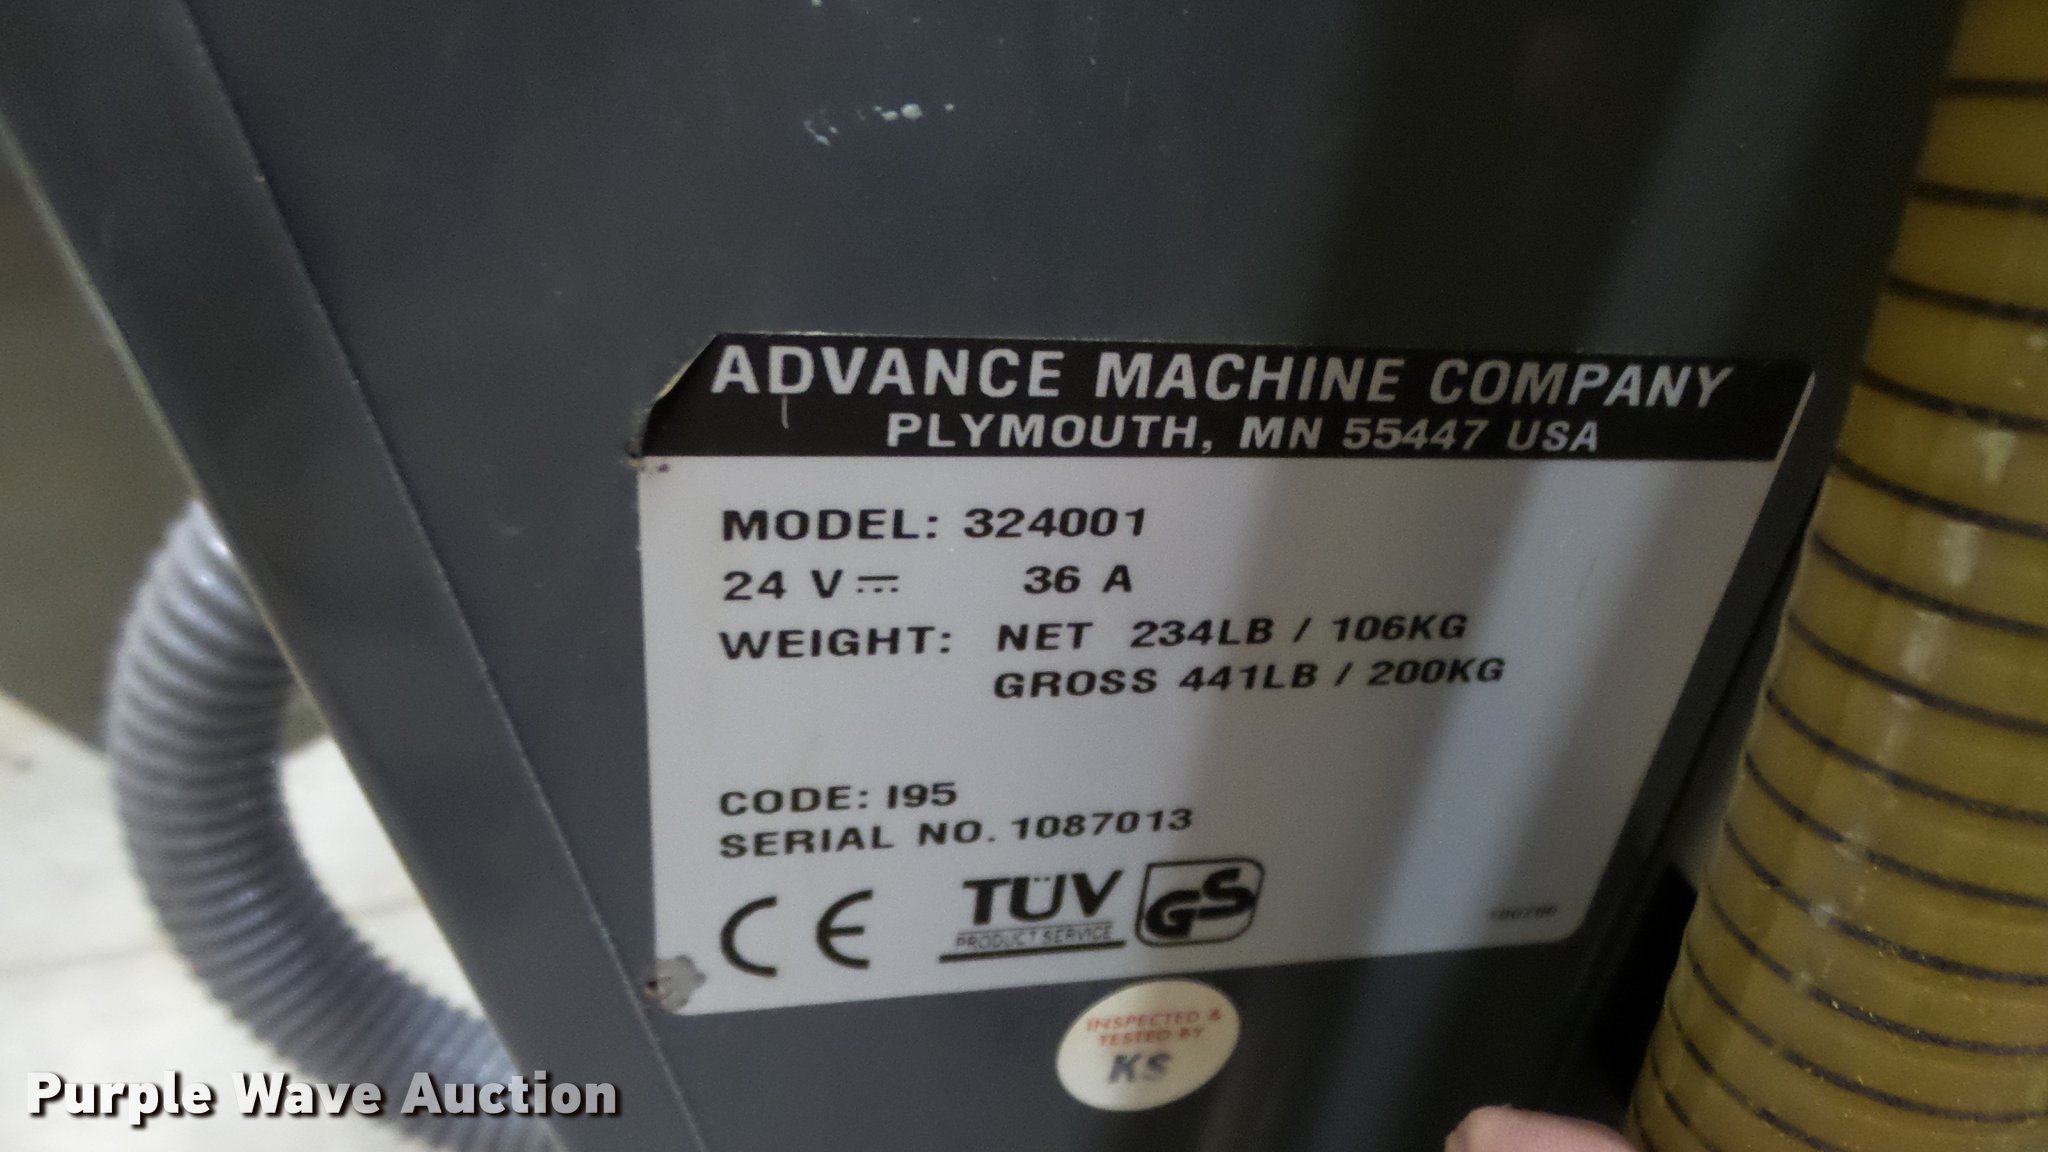 ADVANCE MACHINE COMPANY
PLYMOUTH, MN 55447 USA
MODEL: 324001
24 V⎓ 36 A
WEIGHT: NET 234LB / 106KG
GROSS 441LB / 200KG
CODE: I95
SERIAL NO. 1087013
CE TÜV GS
PRODUCT SERVICE
INSPECTED &
TESTED BY
KS
Purple Wave Auction